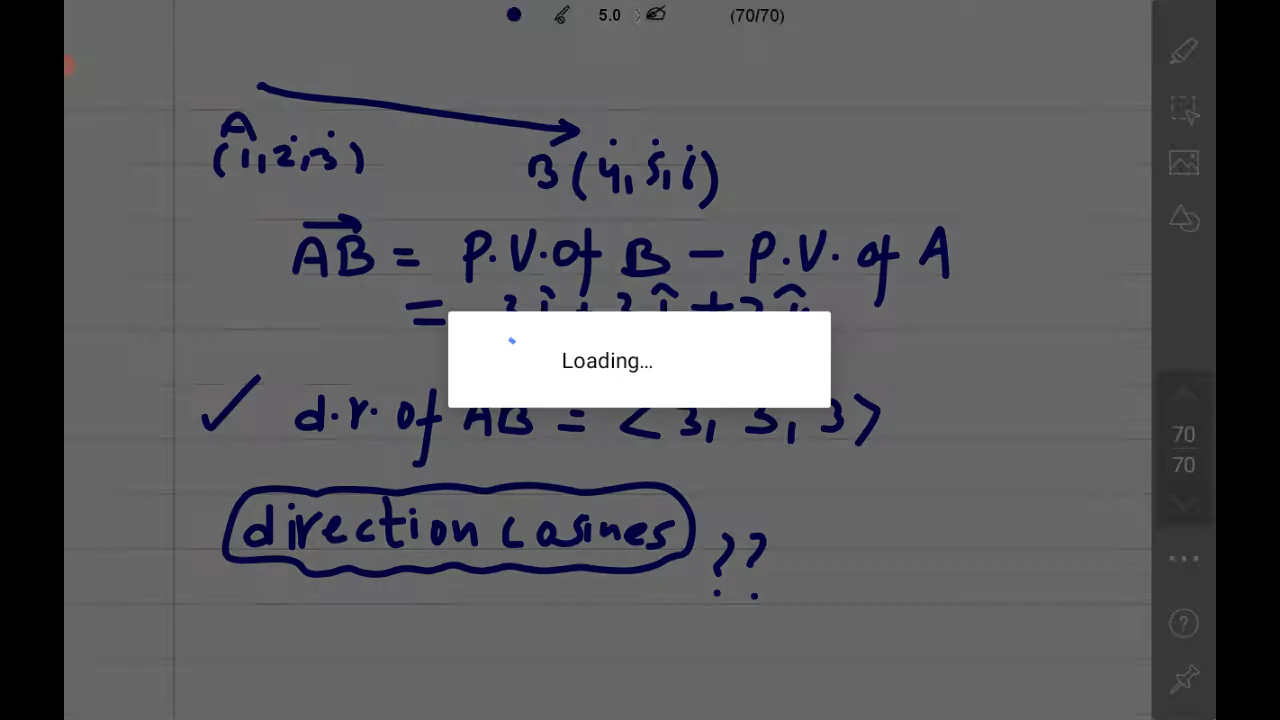 5.0 (70/70)
A
(1,2,3)
B (4,5,6)
AB = P.V. of B - P.V. of A
=
Loading...
✓ d.r. of AB = <3, 3, 3>
70
70
direction cosines ??